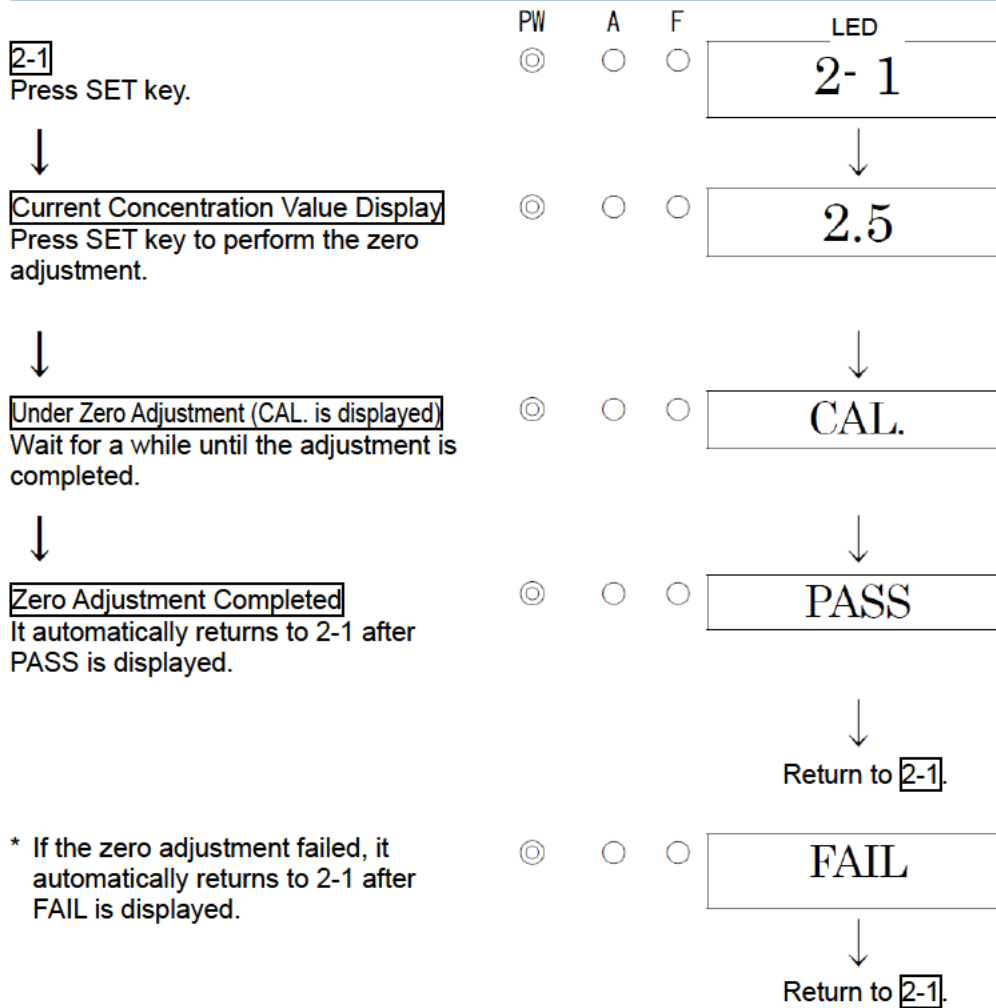 PW A F LED
2-1
Press SET key.
2- 1
Current Concentration Value Display
Press SET key to perform the zero
adjustment.
2.5
Under Zero Adjustment (CAL. is displayed)
Wait for a while until the adjustment is
completed.
CAL.
Zero Adjustment Completed
It automatically returns to 2-1 after
PASS is displayed.
PASS
Return to 2-1.
* If the zero adjustment failed, it
automatically returns to 2-1 after
FAIL is displayed.
FAIL
Return to 2-1.